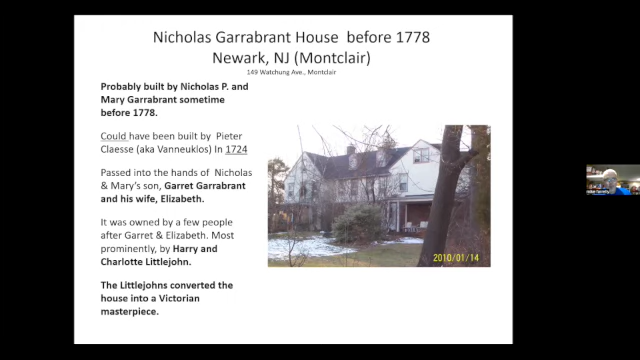 Nicholas Garrabrant House before 1778
Newark, NJ (Montclair)
149 Watchung Ave., Montclair
Probably built by Nicholas P. and
Mary Garrabrant sometime
before 1778.
Could have been built by Pieter
Claesse (aka Vanneuklos) In 1724
Passed into the hands of Nicholas
& Mary's son, Garret Garrabrant
and his wife, Elizabeth.
It was owned by a few people
after Garret & Elizabeth. Most
prominently, by Harry and
Charlotte Littlejohn.
The Littlejohns converted the
house into a Victorian
masterpiece.
2010/01/14